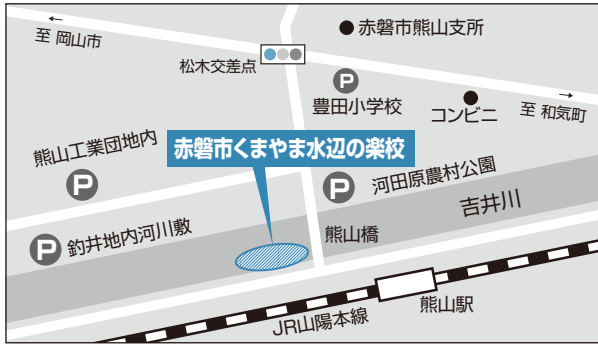 ←
至 岡山市
●赤磐市熊山支所
松木交差点
P
豊田小学校
コンビニ
→
至 和気町
熊山工業団地内
P
赤磐市くまやま水辺の楽校
P 河田原農村公園
吉井川
P 釣井地内河川敷
熊山橋
熊山駅
JR山陽本線